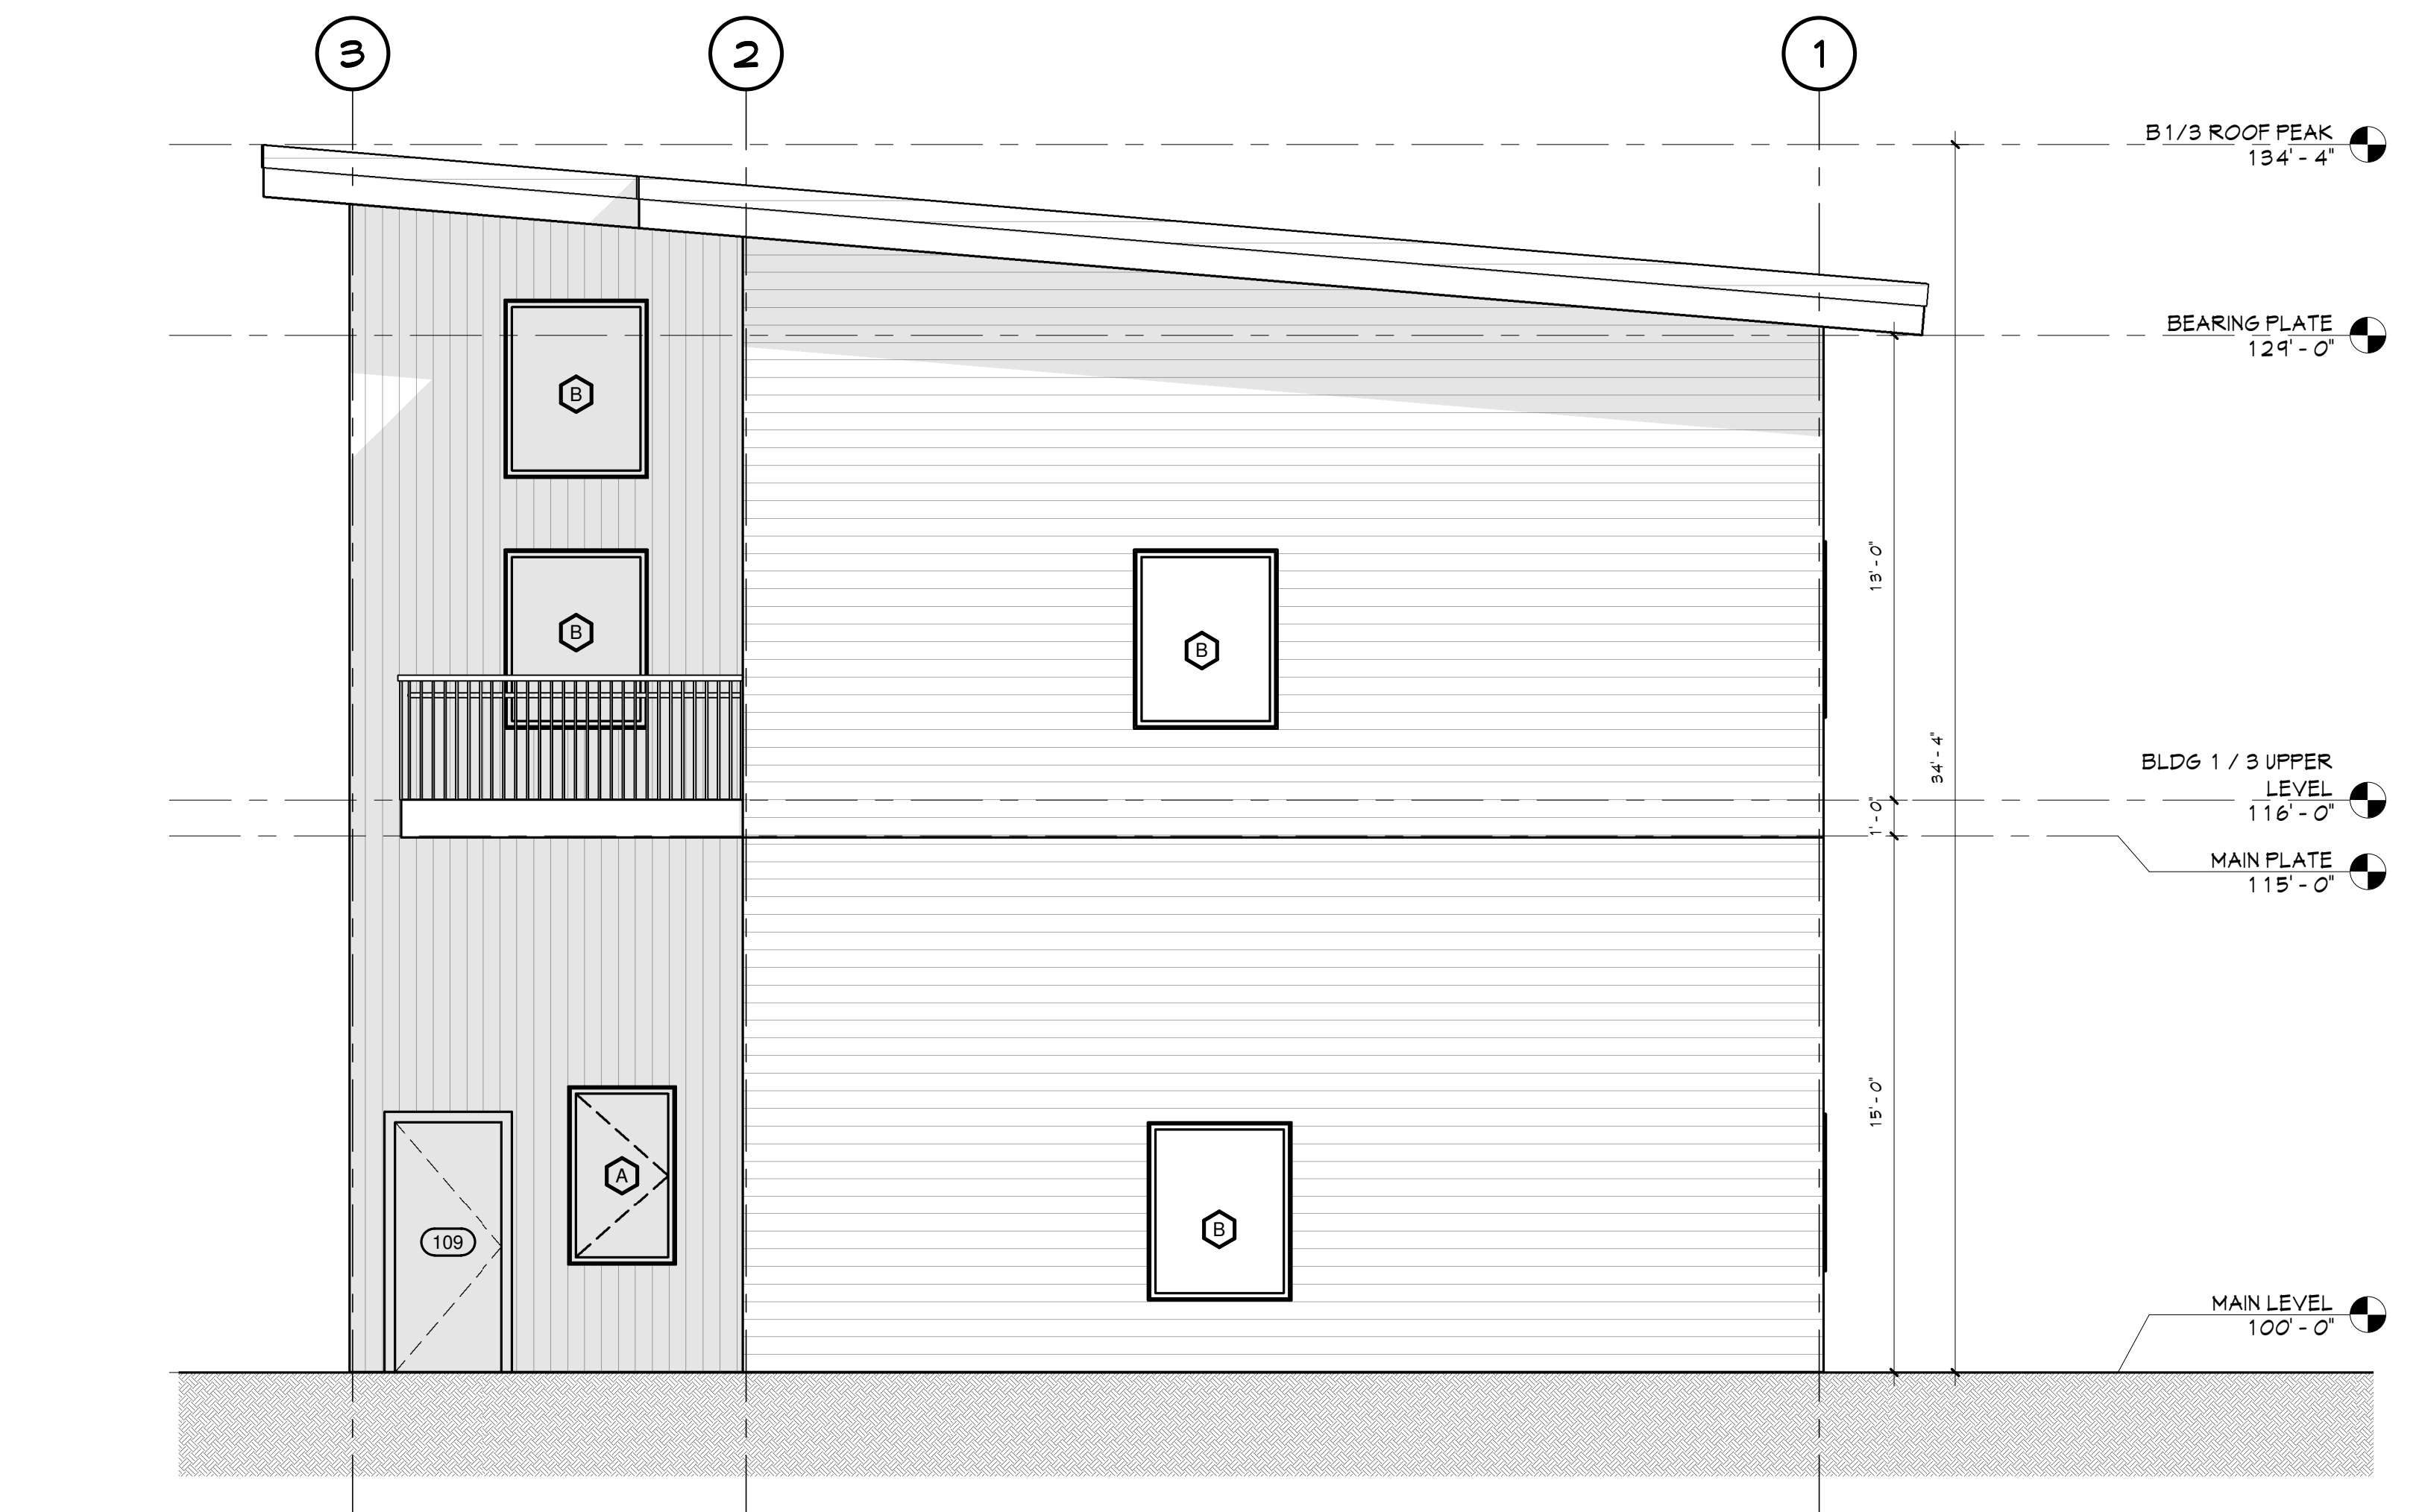 3
2
1
B1/3 ROOF PEAK
134' - 4"
BEARING PLATE
129' - 0"
B
13' - 0"
B
B
34' - 4"
BLDG 1 / 3 UPPER
LEVEL
116' - 0"
1' - 0"
MAIN PLATE
115' - 0"
15' - 0"
A
B
109
MAIN LEVEL
100' - 0"